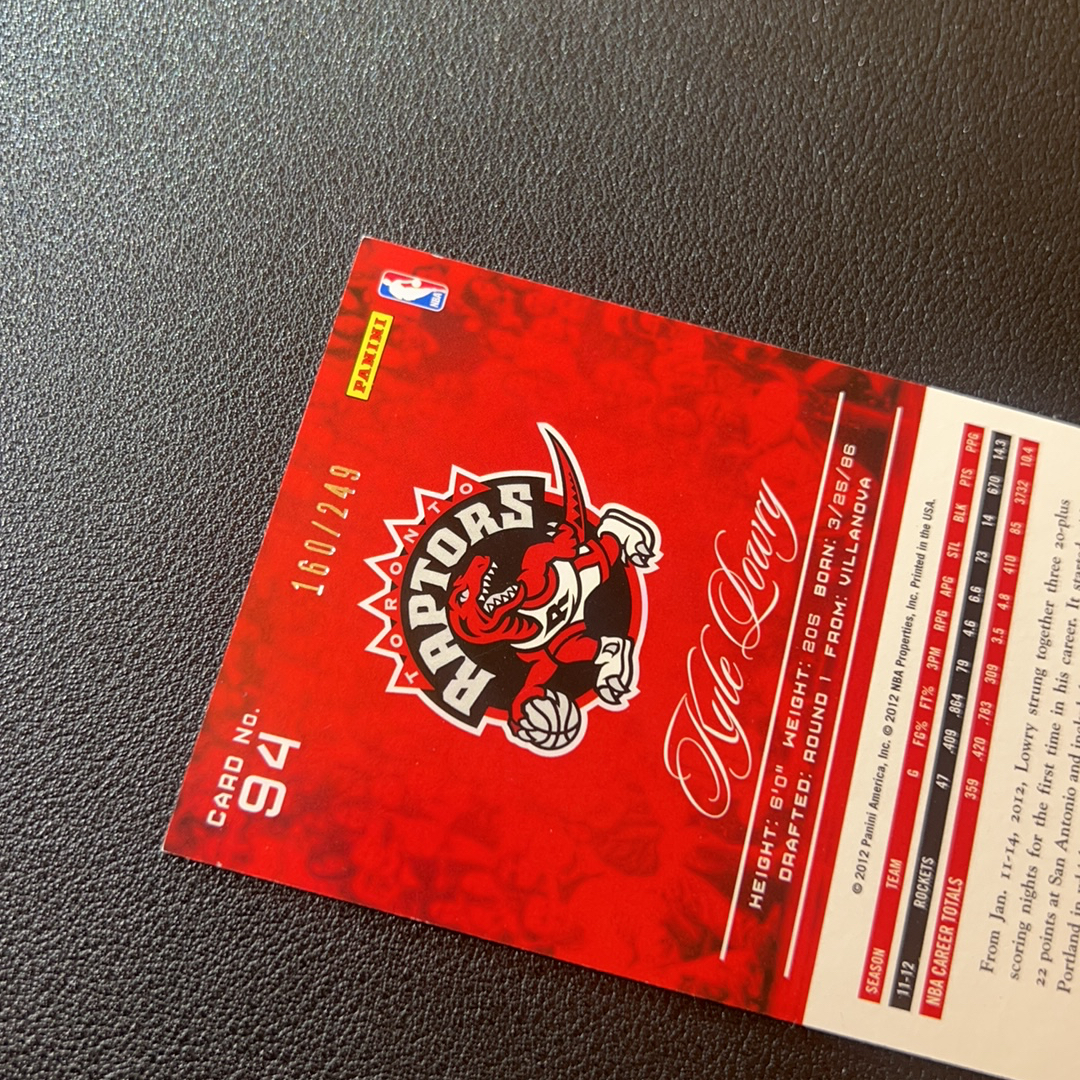 CARD NO.
94
160/249
PANINI
NBA
TORONTO
RAPTORS
R
Kyle Lowry
HEIGHT: 6'0" WEIGHT: 205 BORN: 3/25/86
DRAFTED: ROUND 1 FROM: VILLANOVA
© 2012 Panini America, Inc. © 2012 NBA Properties, Inc. Printed in the USA.
SEASON TEAM G FG% FT% 3PM RPG APG STL BLK PTS PPG
11-12 ROCKETS 47 .409 .864 79 4.6 6.6 73 14 670 14.3
NBA CAREER TOTALS 359 .420 .783 309 3.5 4.8 410 85 3732 10.4
From Jan. 11-14, 2012, Lowry strung together three 20-plus
scoring nights for the first time in his career. It started
22 points at San Antonio and
Portland in